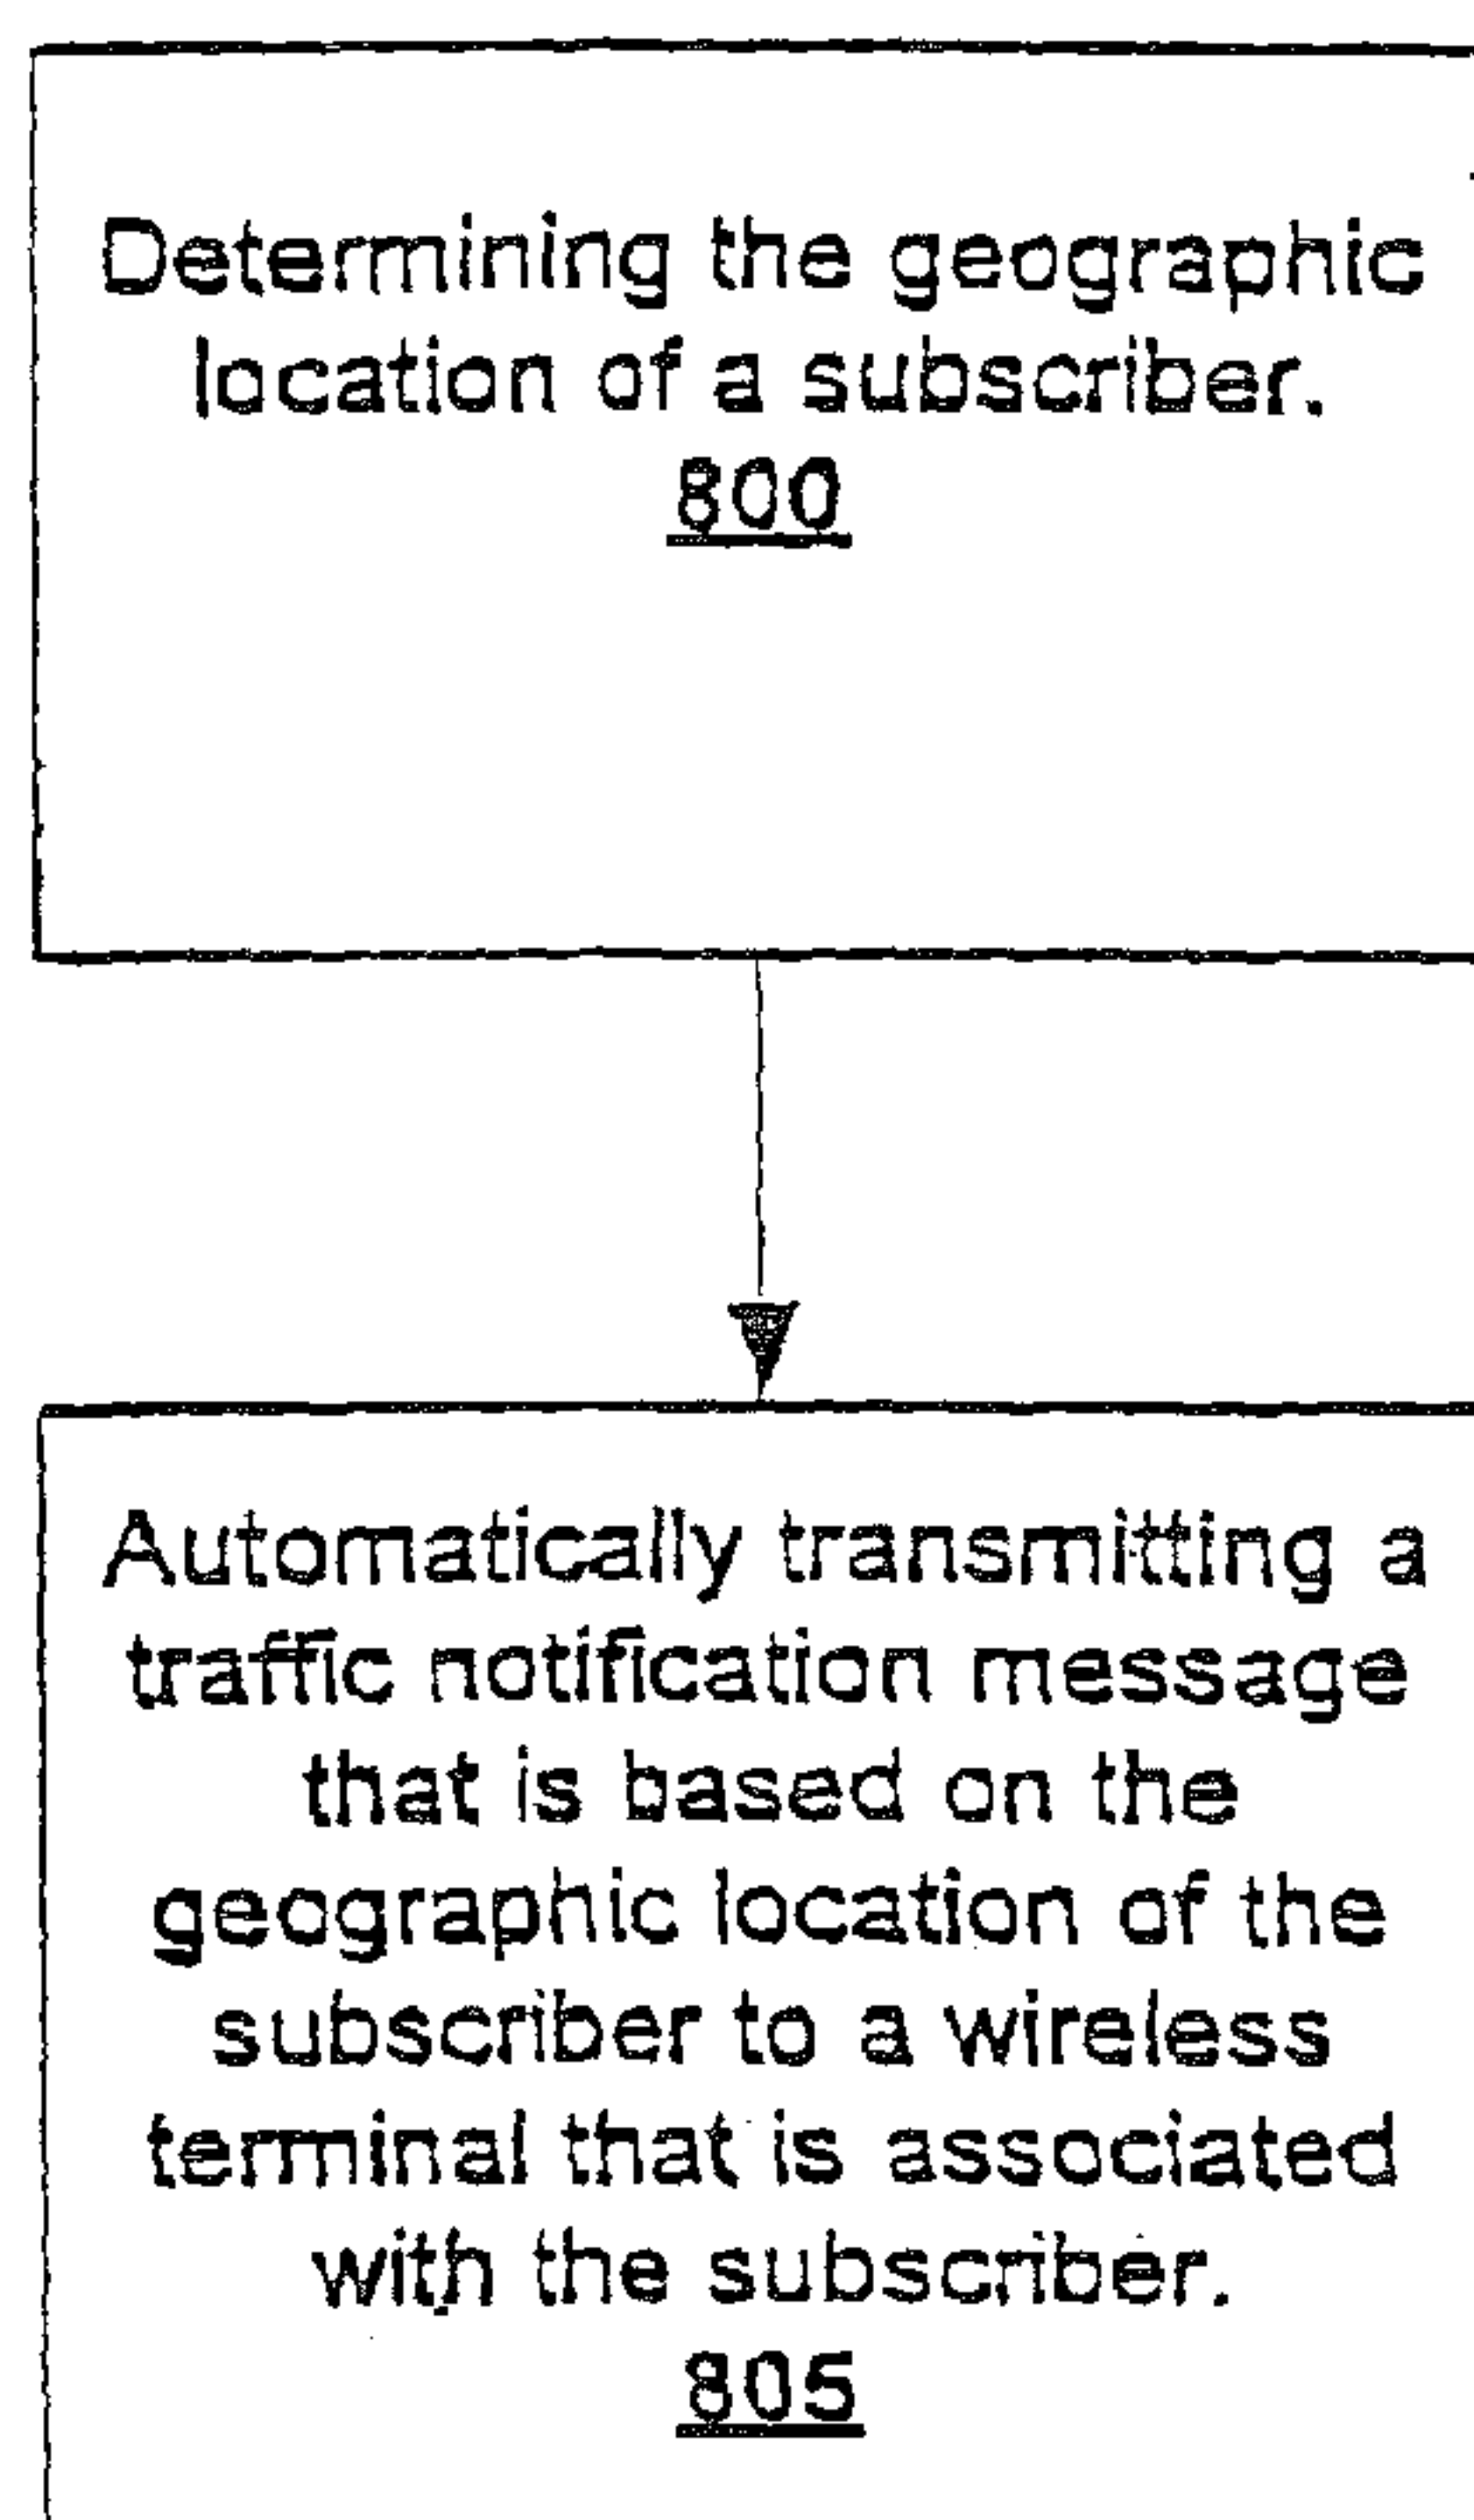 Determining the geographic
location of a subscriber.
800
Automatically transmitting a
traffic notification message
that is based on the
geographic location of the
subscriber to a wireless
terminal that is associated
with the subscriber.
805